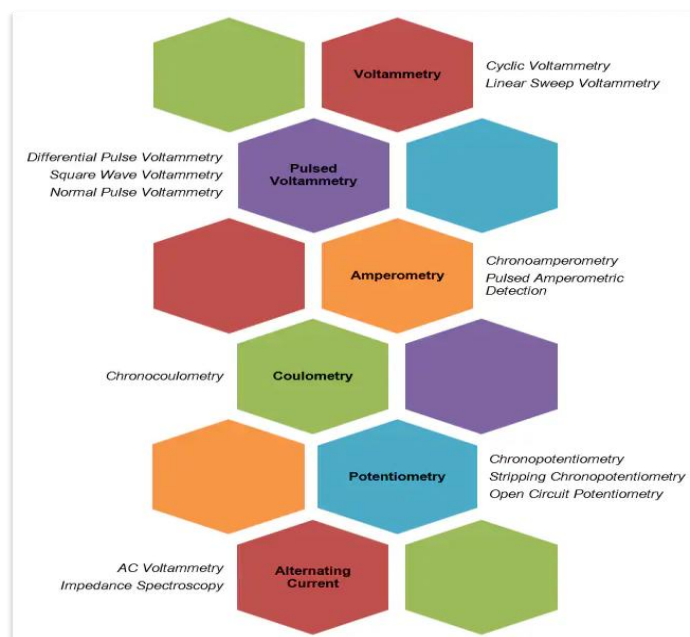 Voltammetry
Cyclic Voltammetry
Linear Sweep Voltammetry
Differential Pulse Voltammetry
Square Wave Voltammetry
Normal Pulse Voltammetry
Pulsed
Voltammetry
Amperometry
Chronoamperometry
Pulsed Amperometric
Detection
Chronocoulometry
Coulometry
Potentiometry
Chronopotentiometry
Stripping Chronopotentiometry
Open Circuit Potentiometry
AC Voltammetry
Impedance Spectroscopy
Alternating
Current